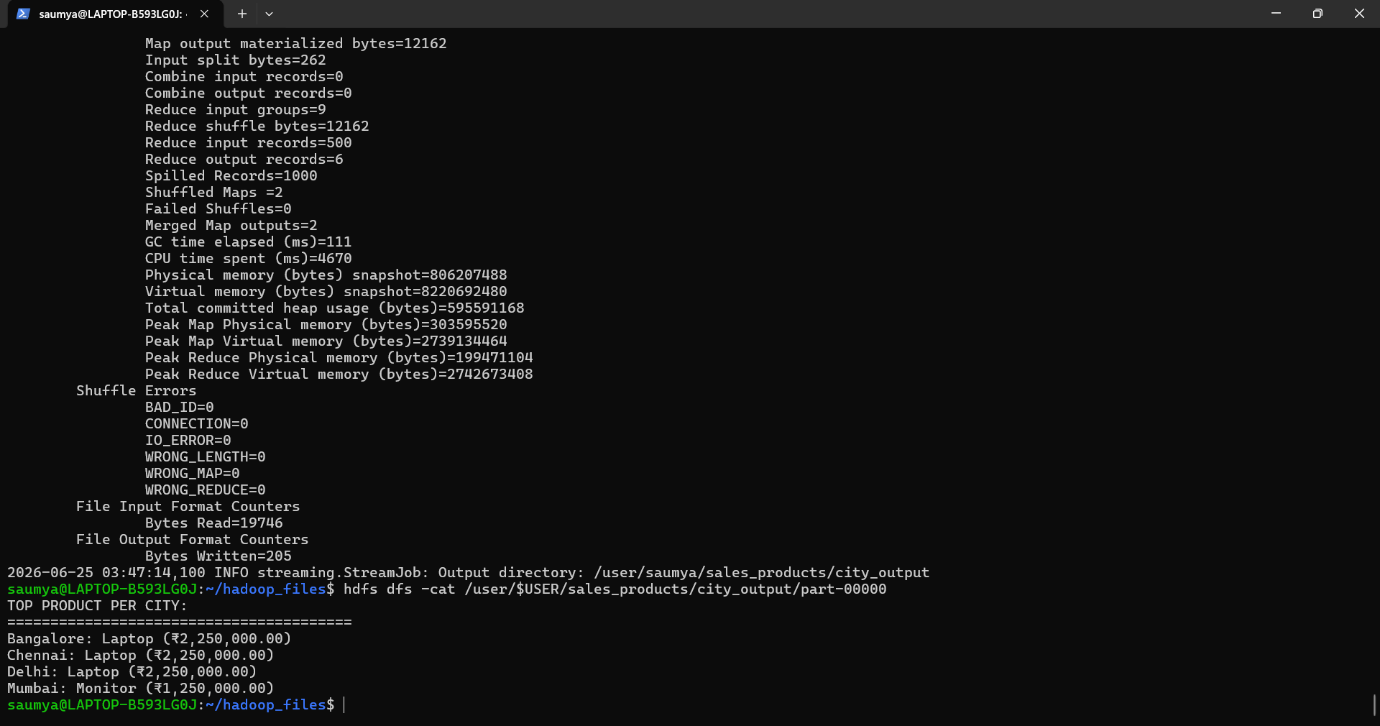 saumya@LAPTOP-B593LG0J: ·
Map output materialized bytes=12162
Input split bytes=262
Combine input records=0
Combine output records=0
Reduce input groups=9
Reduce shuffle bytes=12162
Reduce input records=500
Reduce output records=6
Spilled Records=1000
Shuffled Maps =2
Failed Shuffles=0
Merged Map outputs=2
GC time elapsed (ms)=111
CPU time spent (ms)=4670
Physical memory (bytes) snapshot=806207488
Virtual memory (bytes) snapshot=8220692480
Total committed heap usage (bytes)=595591168
Peak Map Physical memory (bytes)=303595520
Peak Map Virtual memory (bytes)=2739134464
Peak Reduce Physical memory (bytes)=199471104
Peak Reduce Virtual memory (bytes)=2742673408
Shuffle Errors
BAD_ID=0
CONNECTION=0
IO_ERROR=0
WRONG_LENGTH=0
WRONG_MAP=0
WRONG_REDUCE=0
File Input Format Counters
Bytes Read=19746
File Output Format Counters
Bytes Written=205
2026-06-25 03:47:14,100 INFO streaming.StreamJob: Output directory: /user/saumya/sales_products/city_output
saumya@LAPTOP-B593LG0J:~/hadoop_files$ hdfs dfs -cat /user/$USER/sales_products/city_output/part-00000
TOP PRODUCT PER CITY:
========================================
Bangalore: Laptop (₹2,250,000.00)
Chennai: Laptop (₹2,250,000.00)
Delhi: Laptop (₹2,250,000.00)
Mumbai: Monitor (₹1,250,000.00)
saumya@LAPTOP-B593LG0J:~/hadoop_files$